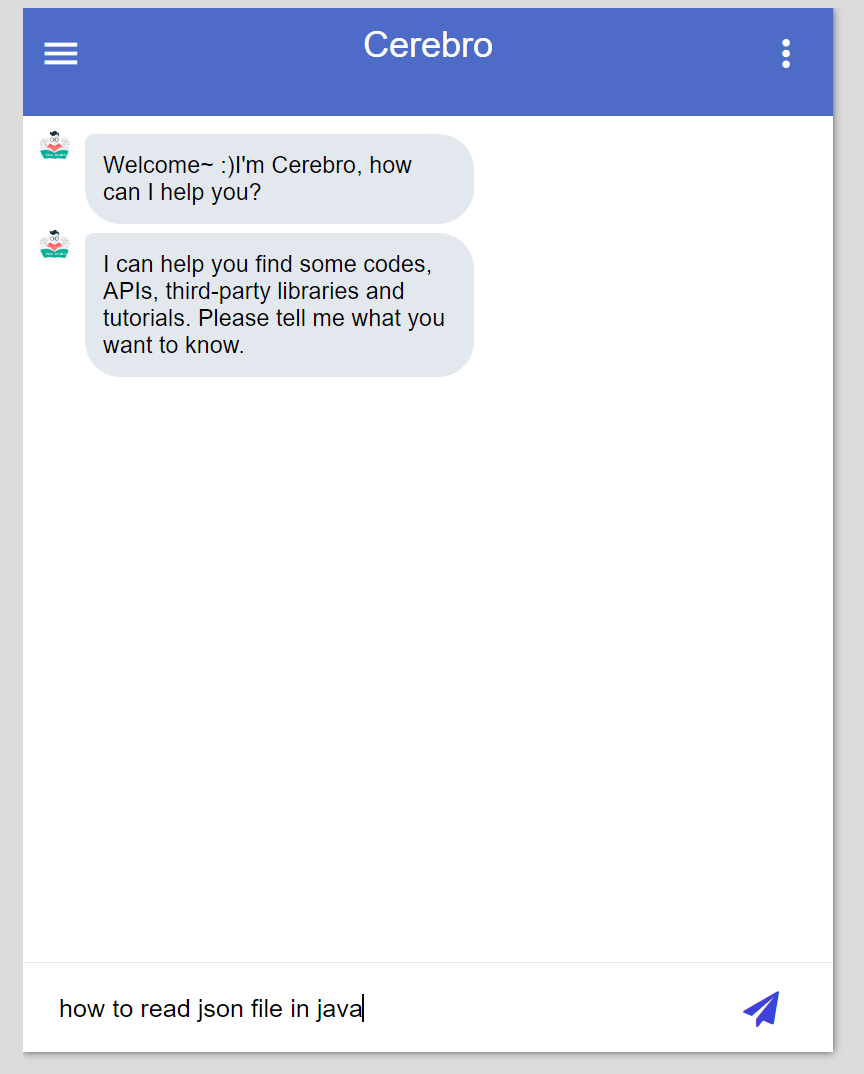 Cerebro
Welcome~ :)I'm Cerebro, how
can I help you?
I can help you find some codes,
APIs, third-party libraries and
tutorials. Please tell me what you
want to know.
how to read json file in java